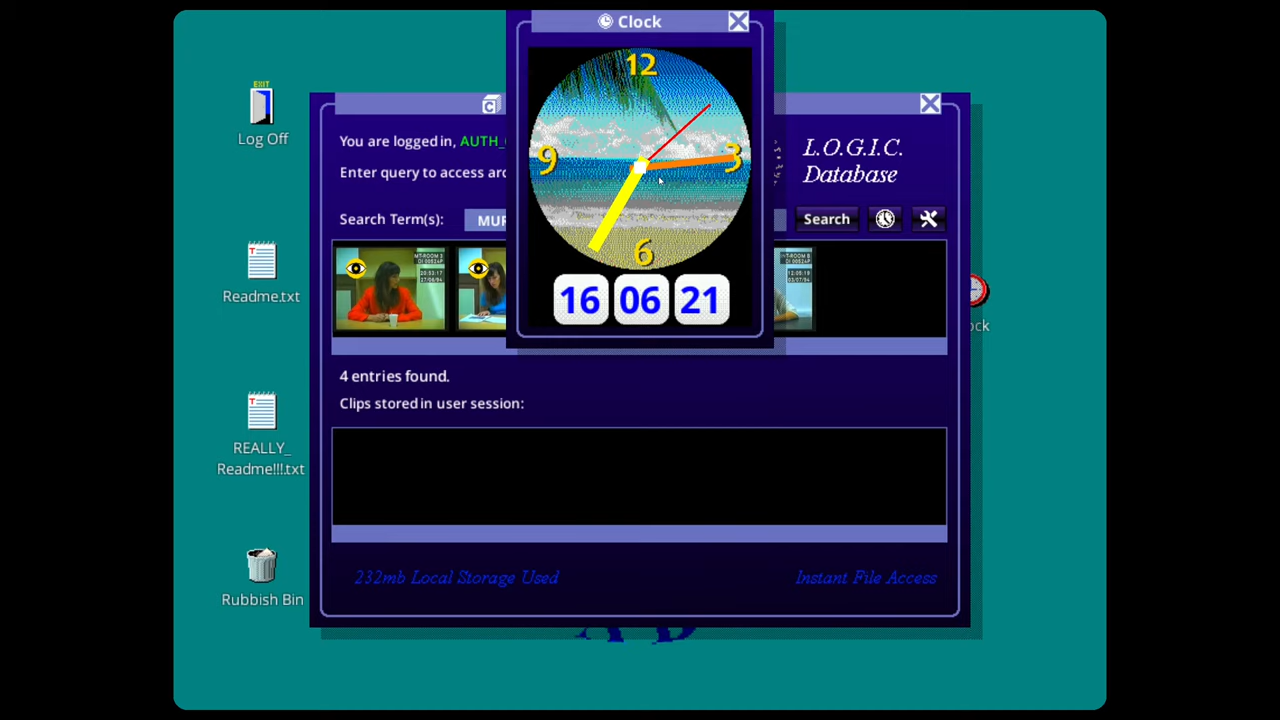 Clock
12
9
3
6
16 06 21
EXIT
Log Off
Readme.txt
REALLY_
Readme!!!.txt
Rubbish Bin
You are logged in,
Enter query to access
L.O.G.I.C.
Database
Search Term(s):
Search
4 entries found.
Clips stored in user session:
232mb Local Storage Used
Instant File Access